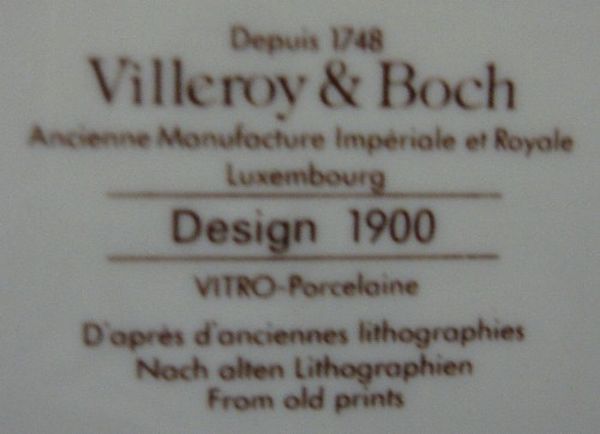 Depuis 1748
Villeroy & Boch
Ancienne Manufacture Impériale et Royale
Luxembourg
Design 1900
VITRO-Porcelaine
D'après d'anciennes lithographies
Nach alten Lithographien
From old prints